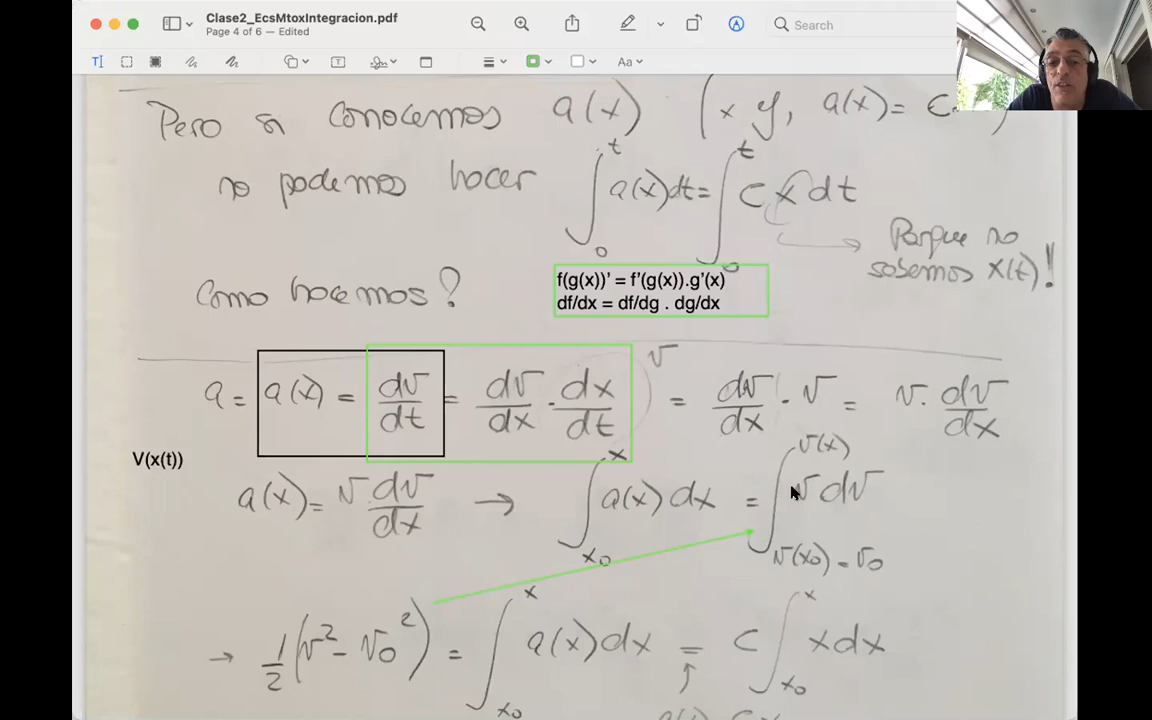 Clase2_EcsMtoxIntegracion.pdf
Page 4 of 6 — Edited
Search
Aa
Pero si conocemos a(x) (x ej, a(x) = c
no podemos hacer ∫₀ᵗ a(x)dt = ∫₀ᵗ c x dt
Porque no
sabemos x(t)!
Como hacemos?
f(g(x))' = f'(g(x)).g'(x)
df/dx = df/dg . dg/dx
a = a(x) = dv/dt = dv/dx . dx/dt = dv/dx . v = v. dv/dx
v
V(x(t))
a(x) = v dv/dx → ∫ₓ₀ˣ a(x) dx = ∫ v dv
v(x)
v(x₀) = v₀
→ 1/2 (v² - v₀²) = ∫ₓ₀ˣ a(x) dx = c ∫ₓ₀ˣ x dx